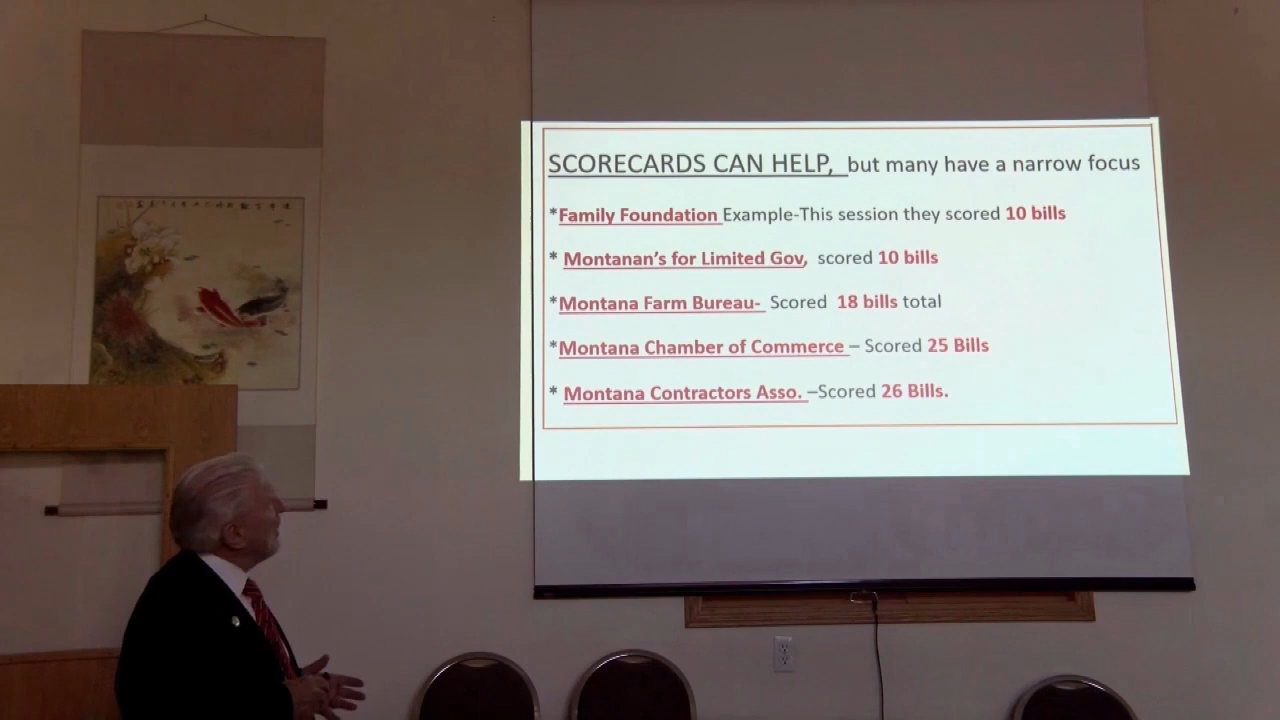 SCORECARDS CAN HELP, but many have a narrow focus
*Family Foundation Example-This session they scored 10 bills
* Montanan's for Limited Gov, scored 10 bills
*Montana Farm Bureau- Scored 18 bills total
*Montana Chamber of Commerce – Scored 25 Bills
* Montana Contractors Asso. –Scored 26 Bills.